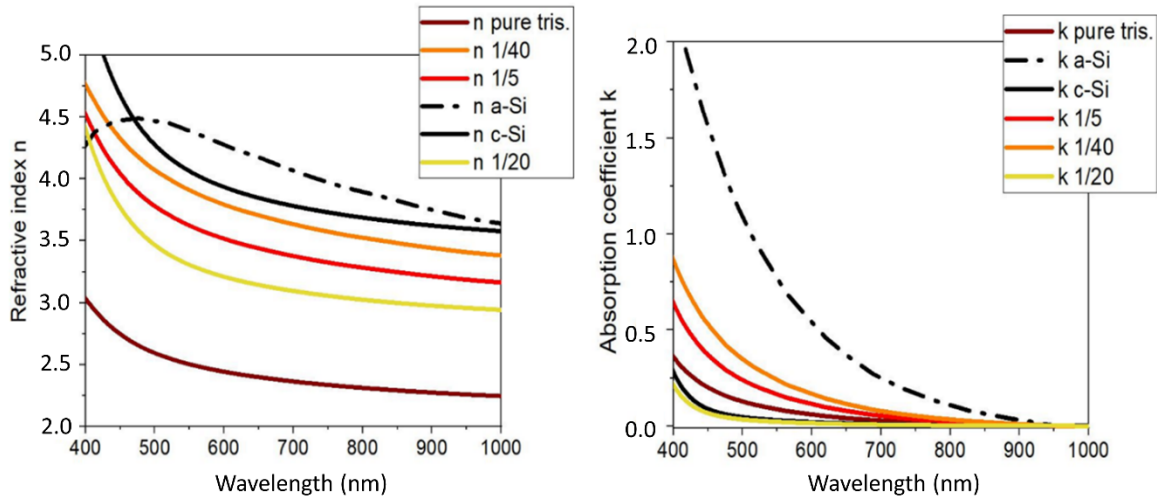 n pure tris.
n 1/40
n 1/5
n a-Si
n c-Si
n 1/20
5.0
4.5
4.0
3.5
3.0
2.5
2.0
Refractive index n
400 500 600 700 800 900 1000
Wavelength (nm)
k pure tris.
k a-Si
k c-Si
k 1/5
k 1/40
k 1/20
2.0
1.5
1.0
0.5
0.0
Absorption coefficient k
400 500 600 700 800 900 1000
Wavelength (nm)